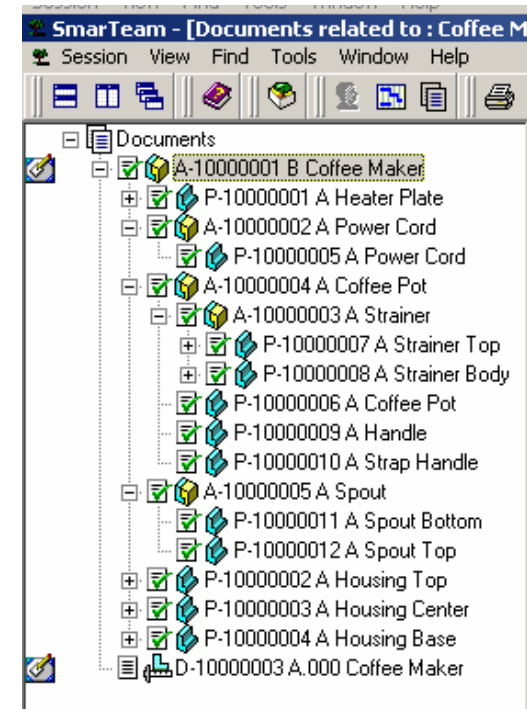 SmarTeam - [Documents related to : Coffee M
Session View Find Tools Window Help
Documents
A-10000001 B Coffee Maker
P-10000001 A Heater Plate
A-10000002 A Power Cord
P-10000005 A Power Cord
A-10000004 A Coffee Pot
A-10000003 A Strainer
P-10000007 A Strainer Top
P-10000008 A Strainer Body
P-10000006 A Coffee Pot
P-10000009 A Handle
P-10000010 A Strap Handle
A-10000005 A Spout
P-10000011 A Spout Bottom
P-10000012 A Spout Top
P-10000002 A Housing Top
P-10000003 A Housing Center
P-10000004 A Housing Base
D-10000003 A.000 Coffee Maker